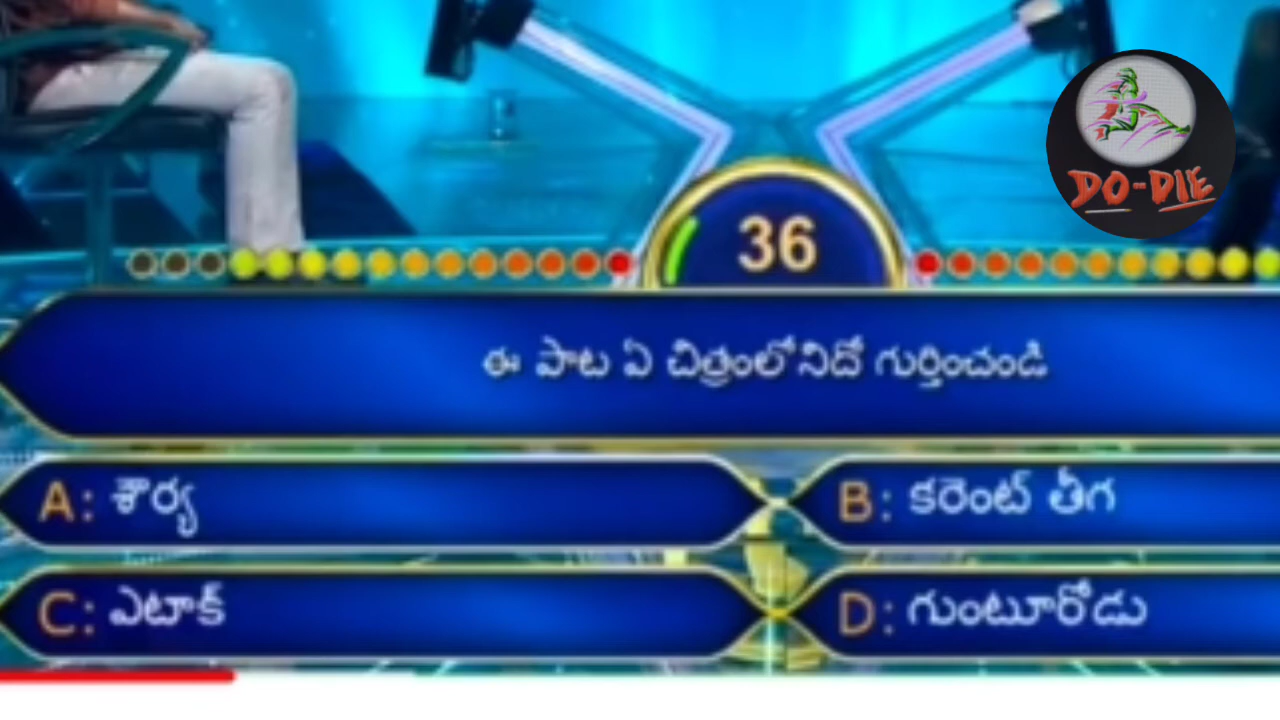 DO-DIE
36
ఈ పాట ఏ చిత్రంలోనిదో గుర్తించండి
A: శౌర్య
B: కరెంట్ తీగ
C: ఎటాక్
D: గుంటూరోడు